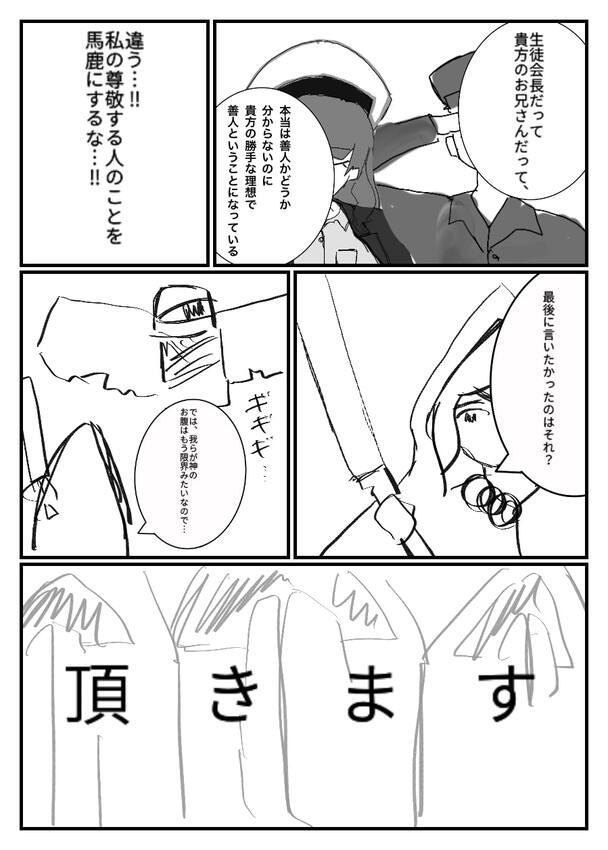 生徒会長だって
貴方のお兄さんだって、
本当は善人かどうか
分からないのに
貴方の勝手な理想で
善人ということになっている
違う…!!
私の尊敬する人のことを
馬鹿にするな…!!
最後に言いたかったのはそれ？
ギギギ…
では、我らが神の
お腹はもう限界みたいなので…
頂きます